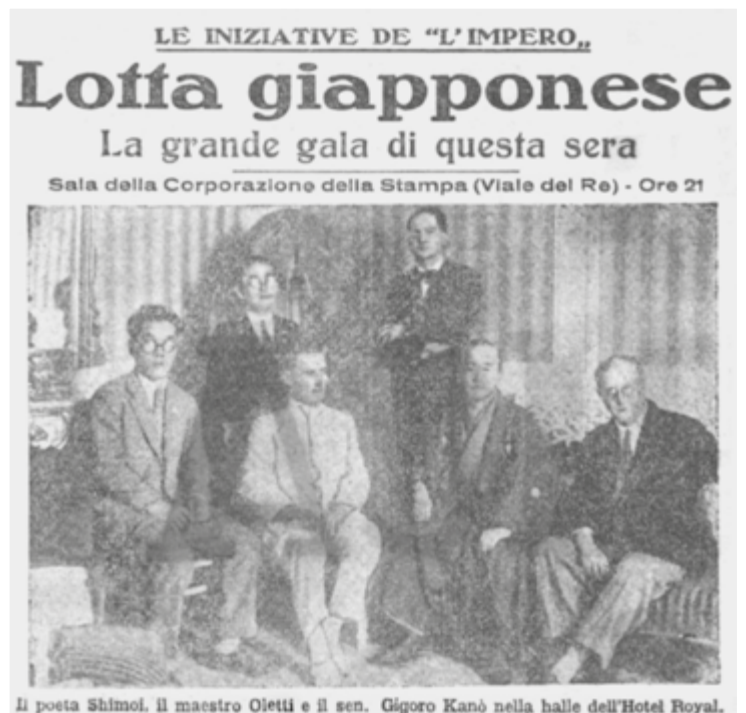 LE INIZIATIVE DE "L'IMPERO„
Lotta giapponese
La grande gala di questa sera
Sala della Corporazione della Stampa (Viale del Re) - Ore 21
Il poeta Shimoi, il maestro Oletti e il sen. Gigoro Kanò nella halle dell'Hotel Royal.